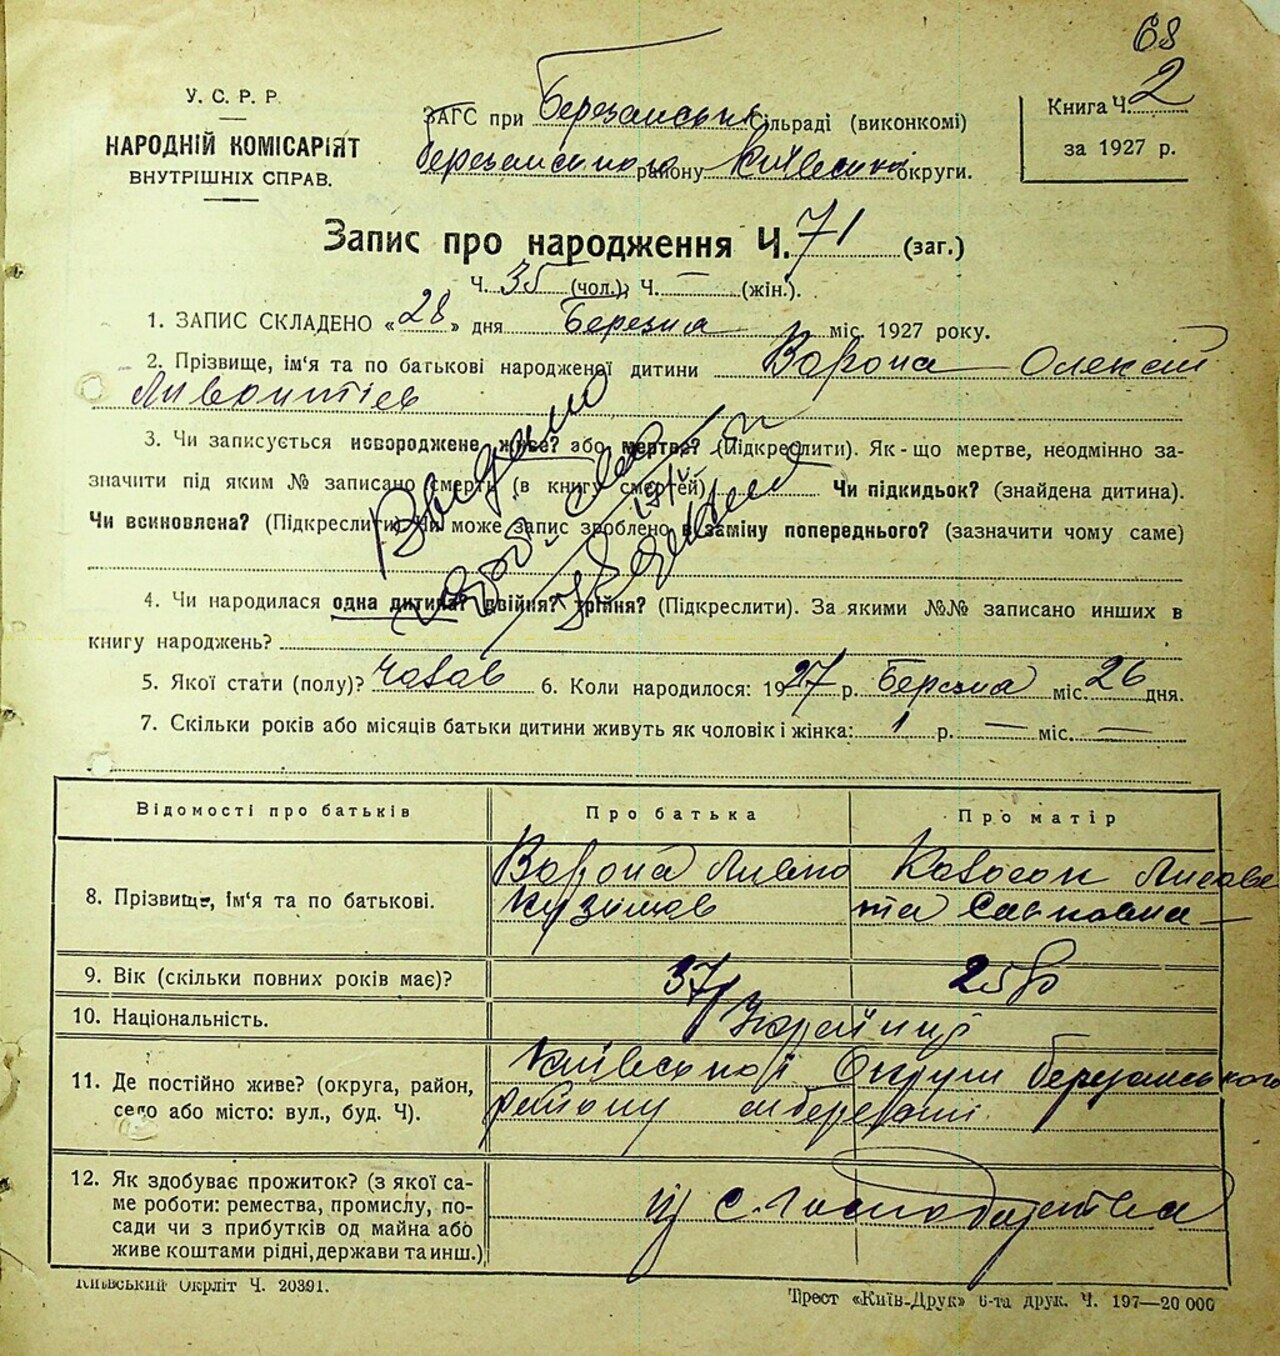 68
У. С. Р. Р
НАРОДНІЙ КОМІСАРІЯТ
ВНУТРІШНІХ СПРАВ.
ЗАГС при Березанські Сільраді (виконкомі)
березанського району Київської округи.
Книга Ч. 2
за 1927 р.
Запис про народження Ч. 71 (заг.)
Ч. 35 (чол.); Ч. — (жін.).
1. ЗАПИС СКЛАДЕНО « 28 » дня Березня міс. 1927 року.
2. Прізвище, ім'я та по батькові народженої дитини Ворона Олексій
3. Чи записується новороджене живе? або мертве? (Підкреслити). Як-що мертве, неодмінно за-
значити під яким № записано смерть (в книгу смертей) Чи підкидьок? (знайдена дитина).
Чи всиновлена? (Підкреслити) Чи може запис зроблено в заміну попереднього? (зазначити чому саме)
4. Чи народилася одна дитина? двійня? трійня? (Підкреслити). За якими №№ записано инших в
книгу народжень?
5. Якої стати (полу)? чолов 6. Коли народилося: 1927 р. Березня міс. 26 дня.
7. Скільки років або місяців батьки дитини живуть як чоловік і жінка: 1 р. — міс. —
Відомості про батьків Про батька Про матір
8. Прізвище, ім'я та по батькові. Ворона
9. Вік (скільки повних років має)? 37 25
10. Національність. Українці
11. Де постійно живе? (округа, район, Київської Округи березанського
село або місто: вул., буд. Ч). району м березані
12. Як здобуває прожиток? (з якої са-
ме роботи: ремества, промислу, по-
сади чи з прибутків од майна або
живе коштами рідні, держави та инш.) із с. господарства
Київський Окрліт Ч. 20391.
Трест «Київ-Друк» 6-та друк. Ч. 197—20 000